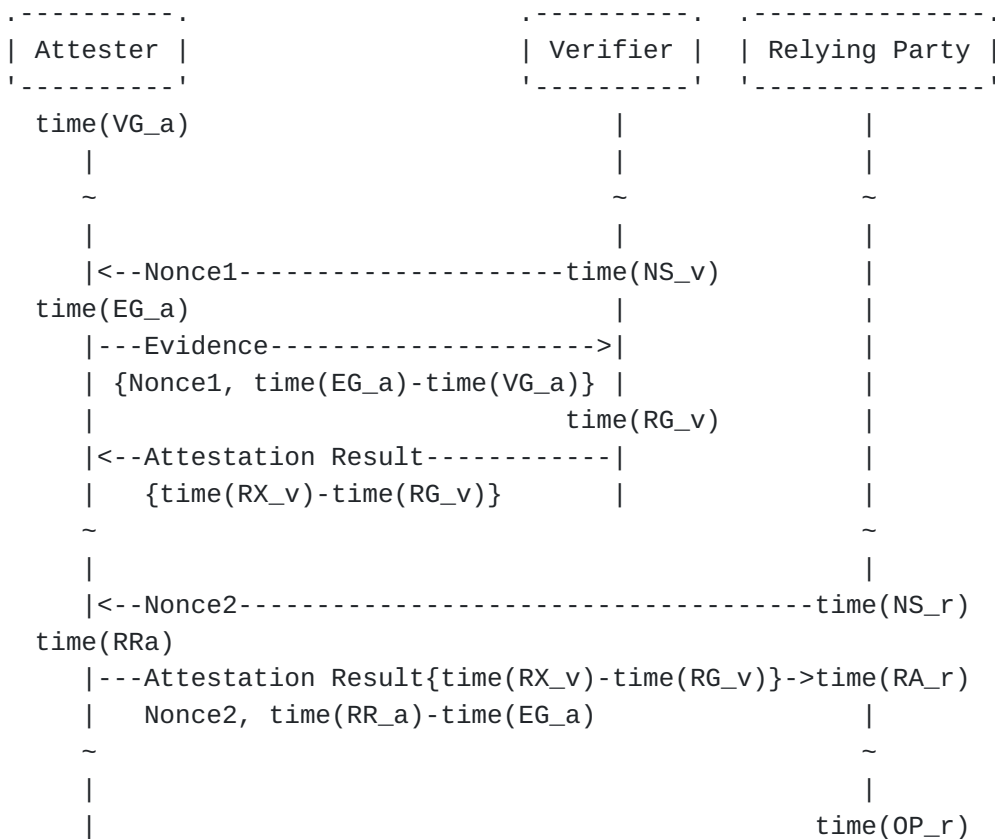 .----------.                     .----------.  .---------------.
| Attester |                     | Verifier |  | Relying Party |
'----------'                     '----------'  '---------------'
  time(VG_a)                           |              |
     |                                 |              |
     ~                                 ~              ~
     |                                 |              |
     |<--Nonce1---------------------time(NS_v)        |
  time(EG_a)                           |              |
     |---Evidence--------------------->|              |
     | {Nonce1, time(EG_a)-time(VG_a)} |              |
     |                              time(RG_v)        |
     |<--Attestation Result------------|              |
     |   {time(RX_v)-time(RG_v)}       |              |
     ~                                                ~
     |                                                |
     |<--Nonce2------------------------------------time(NS_r)
  time(RRa)
     |---Attestation Result{time(RX_v)-time(RG_v)}->time(RA_r)
     |   Nonce2, time(RR_a)-time(EG_a)                |
     ~                                                ~
     |                                                |
     |                                             time(OP_r)